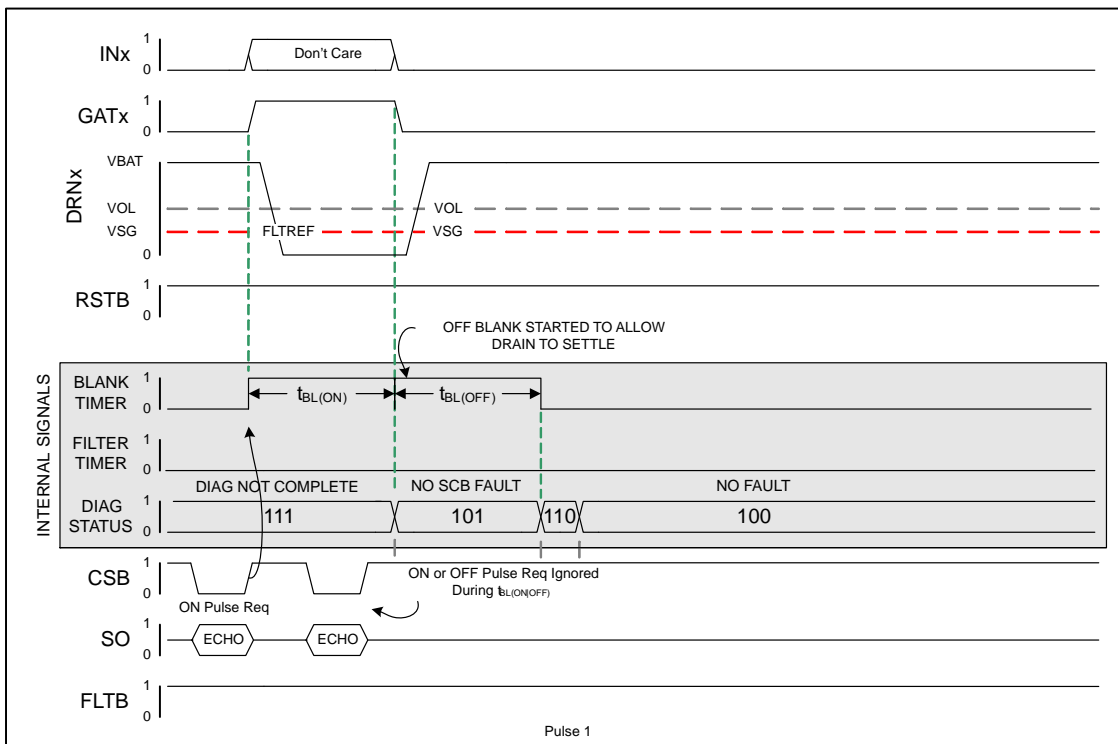 INx
1
0
Don't Care
GATx
1
0
DRNx
VBAT
VOL
VOL
VSG
FLTREF
VSG
0
RSTB
1
0
OFF BLANK STARTED TO ALLOW
DRAIN TO SETTLE
INTERNAL SIGNALS
BLANK
TIMER
1
0
tBL(ON)
tBL(OFF)
FILTER
TIMER
1
0
DIAG NOT COMPLETE
NO SCB FAULT
NO FAULT
DIAG
STATUS
1
0
111
101
110
100
CSB
1
0
ON Pulse Req
ON or OFF Pulse Req Ignored
During tBL(ON|OFF)
SO
1
0
ECHO
ECHO
FLTB
1
0
Pulse 1